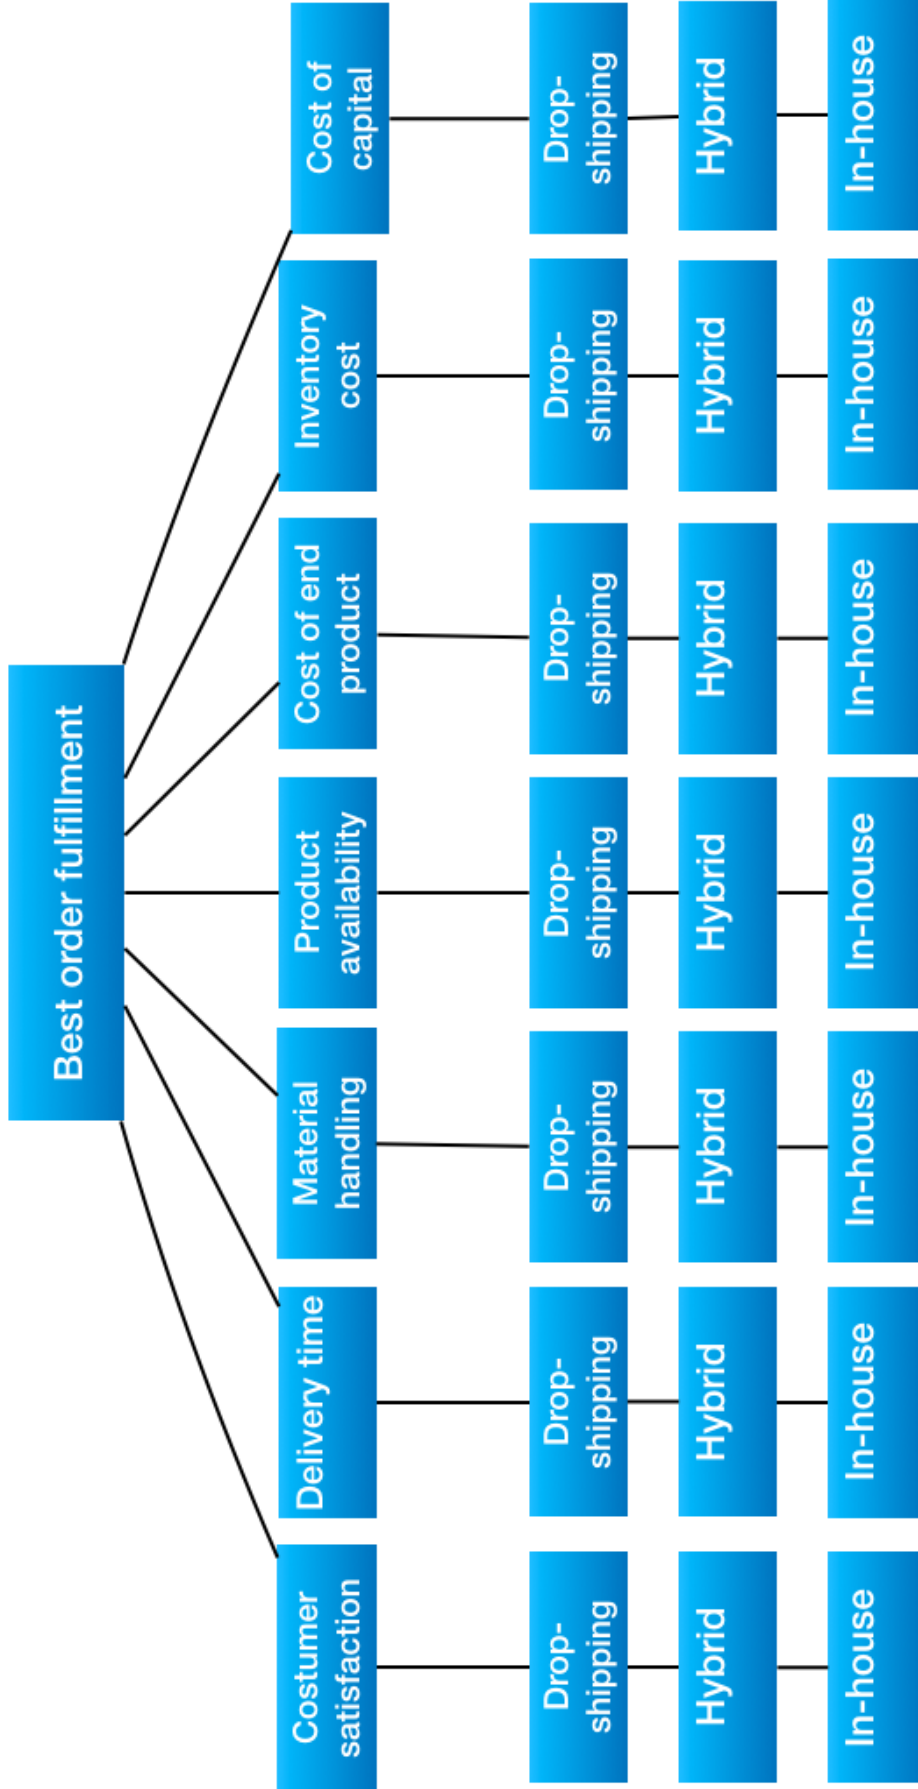 Best order fulfillment
Costumer
satisfaction
Delivery time
Material
handling
Product
availability
Cost of end
product
Inventory
cost
Cost of
capital
Drop-
shipping
Drop-
shipping
Drop-
shipping
Drop-
shipping
Drop-
shipping
Drop-
shipping
Drop-
shipping
Hybrid
Hybrid
Hybrid
Hybrid
Hybrid
Hybrid
Hybrid
In-house
In-house
In-house
In-house
In-house
In-house
In-house